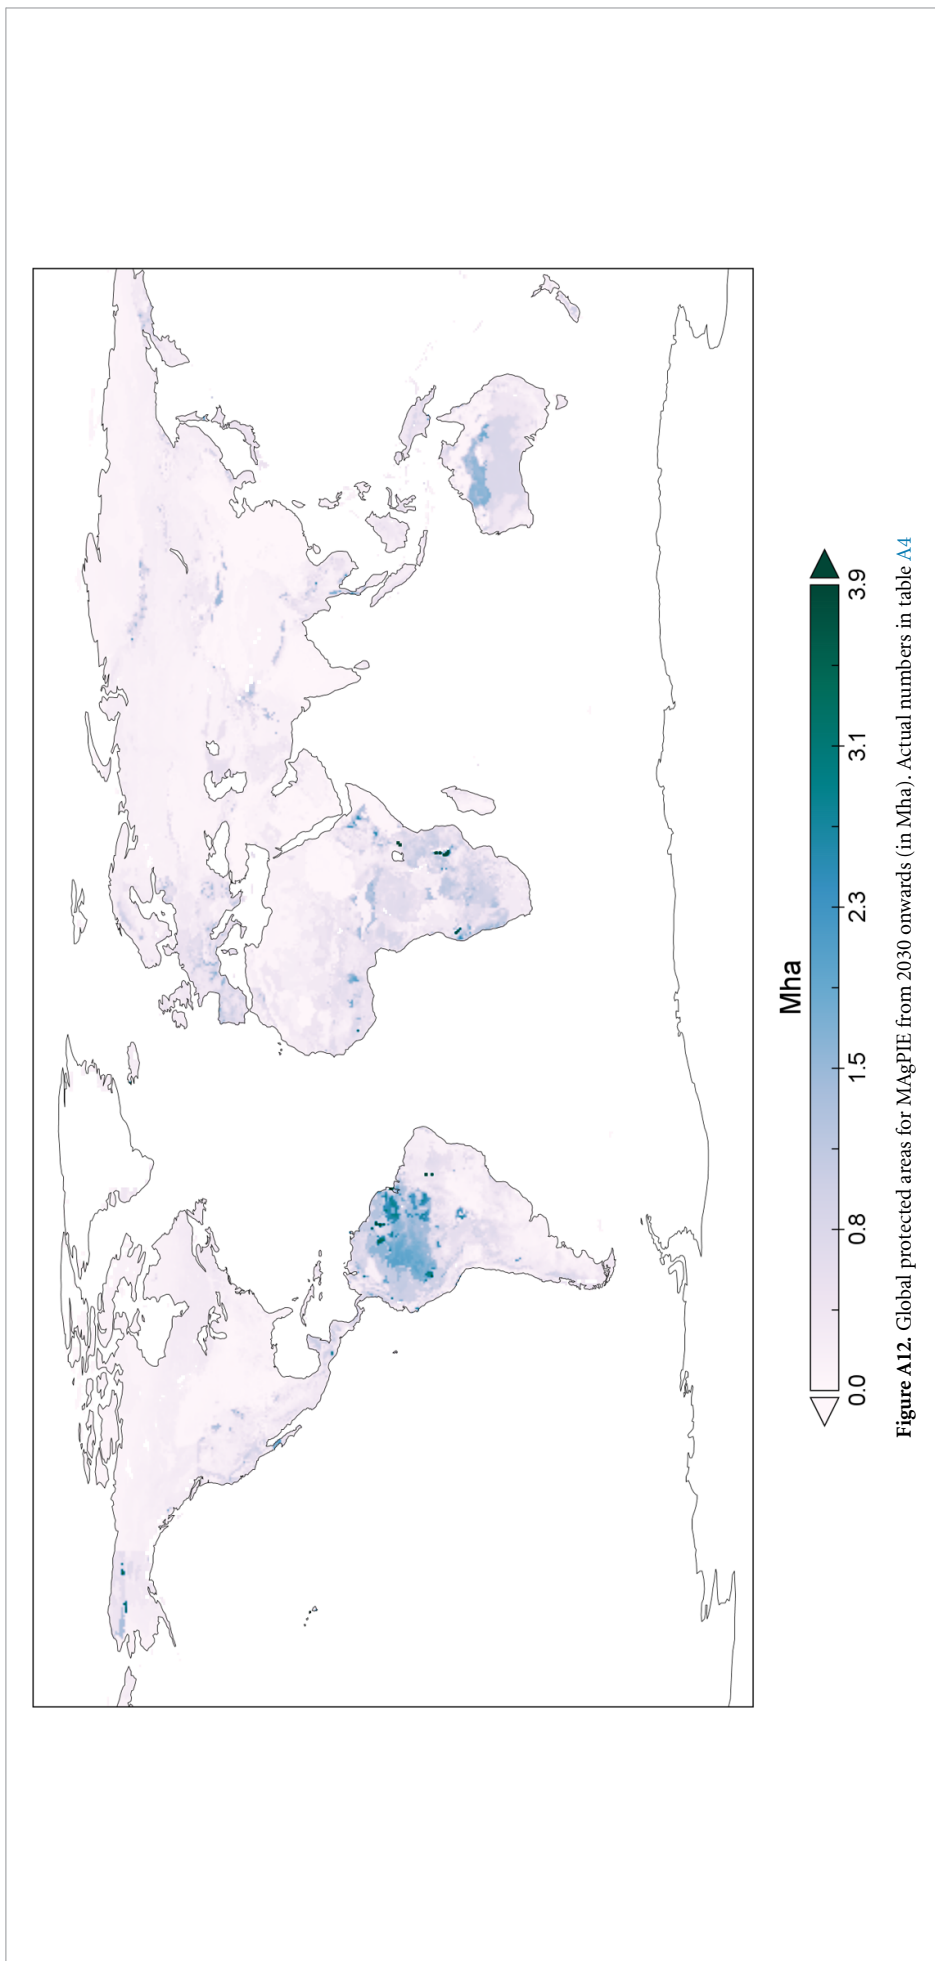 Mha
0.0 0.8 1.5 2.3 3.1 3.9
Figure A12. Global protected areas for MAgPIE from 2030 onwards (in Mha). Actual numbers in table A4